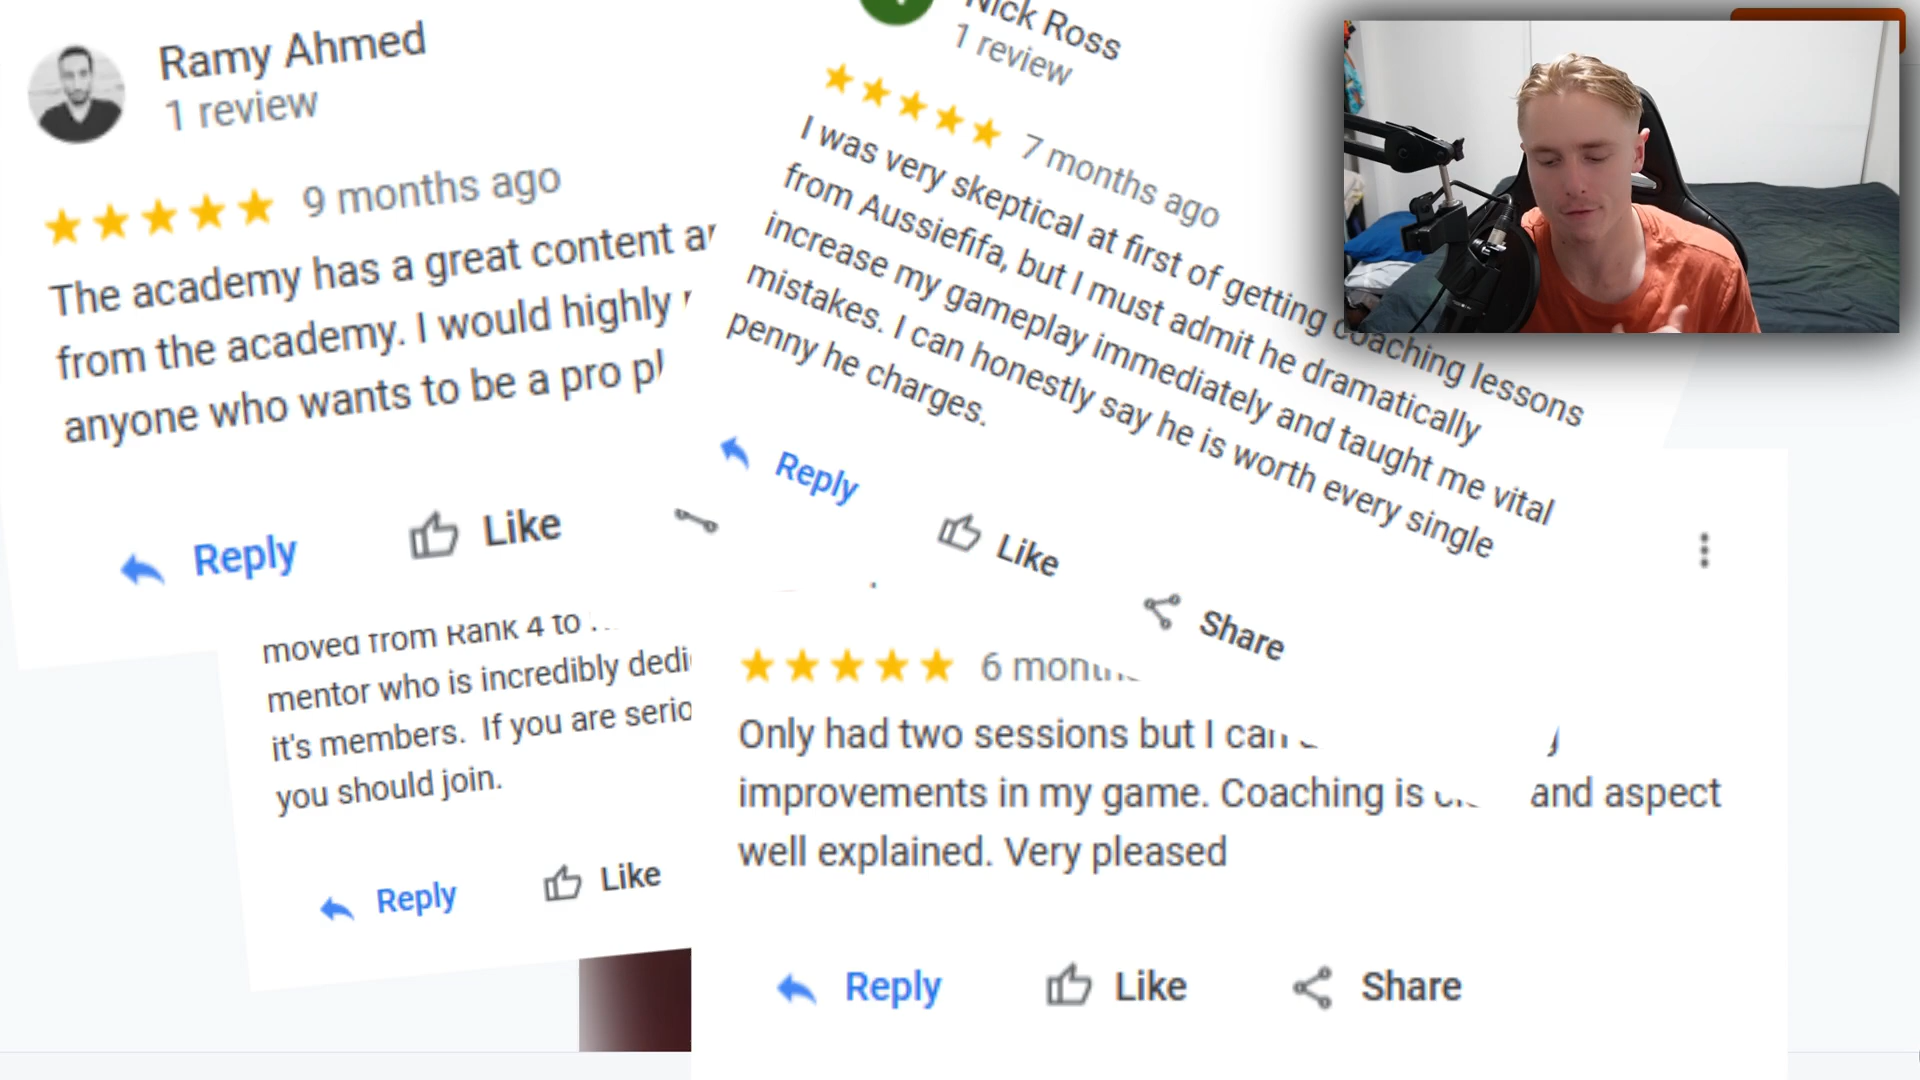 Ramy Ahmed
1 review
9 months ago
The academy has a great content
from the academy. I would highly
anyone who wants to be a pro
Reply
Like
Nick Ross
1 review
7 months ago
I was very skeptical at first of getting coaching lessons
from Aussiefifa, but I must admit he dramatically
increase my gameplay immediately and taught me vital
mistakes. I can honestly say he is worth every single
penny he charges.
Reply
Like
Share
moved from Rank 4 to
mentor who is incredibly
it's members. If you are
you should join.
Reply
Like
6
Only had two sessions but I can
improvements in my game. Coaching is and aspect
well explained. Very pleased
Reply
Like
Share